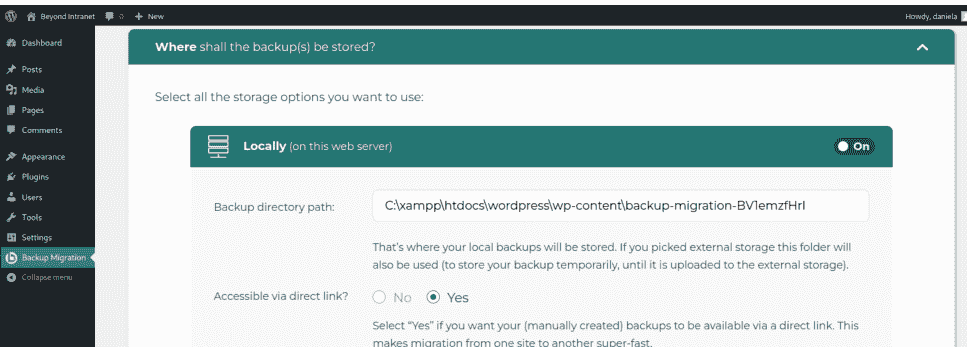 Beyond Intranet 0 + New Howdy, daniela
Dashboard
Posts
Media
Pages
Comments
Appearance
Plugins
Users
Tools
Settings
Backup Migration
Collapse menu
Where shall the backup(s) be stored?
Select all the storage options you want to use:
Locally (on this web server) On
Backup directory path: C:\xampp\htdocs\wordpress\wp-content\backup-migration-BV1emzfHrI
That's where your local backups will be stored. If you picked external storage this folder will
also be used (to store your backup temporarily, until it is uploaded to the external storage).
Accessible via direct link? No Yes
Select “Yes” if you want your (manually created) backups to be available via a direct link. This
makes migration from one site to another super-fast.